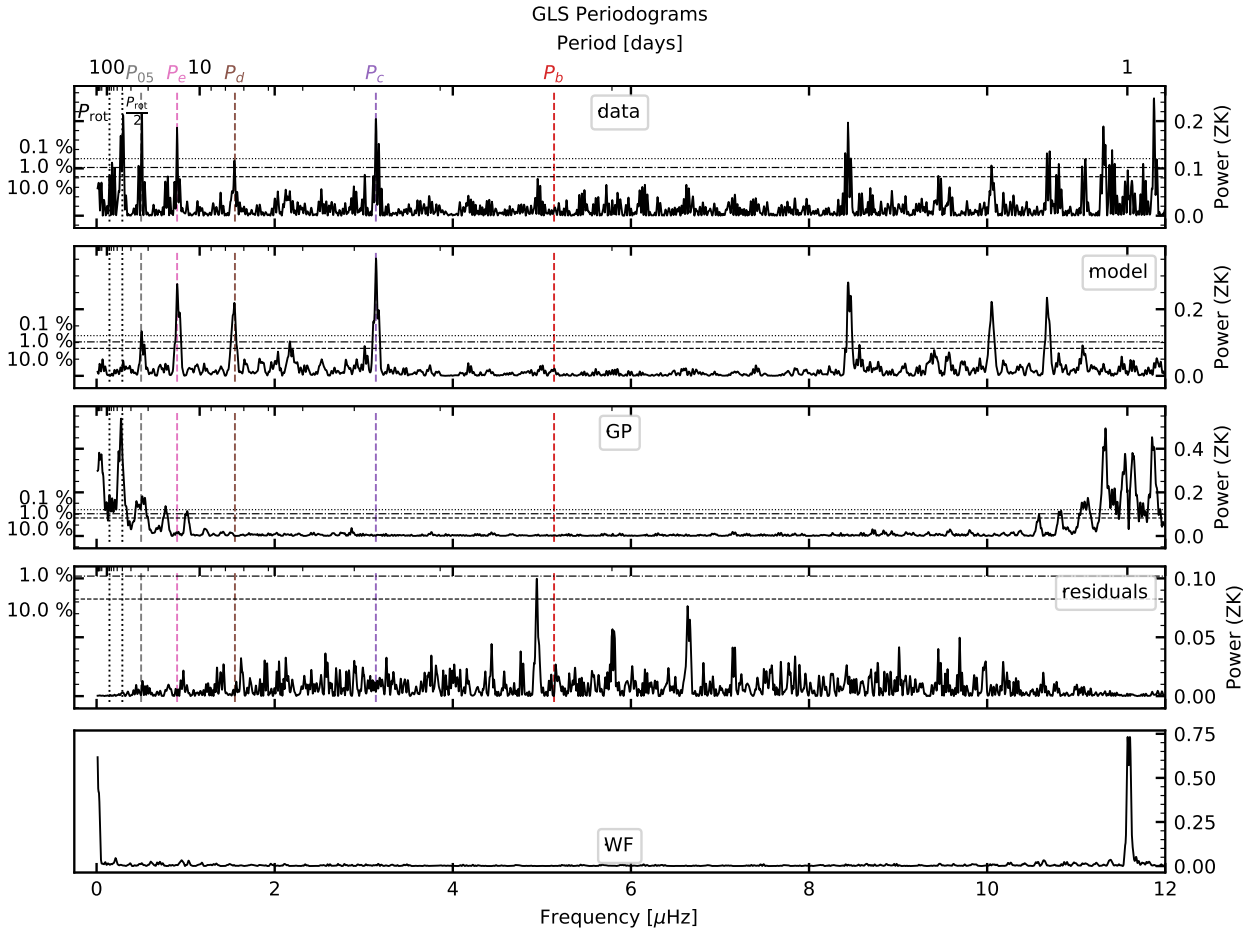 GLS Periodograms
Period [days]
100 P05 Pe 10 Pd Pc Pb 1
Prot Prot/2 data
0.1 % 0.2
1.0 % 0.1
10.0 % 0.0
Power (ZK)
model
0.1 % 0.2
1.0 %
10.0 % 0.0
Power (ZK)
GP
0.4
0.1 % 0.2
1.0 %
10.0 % 0.0
Power (ZK)
residuals
1.0 % 0.10
10.0 % 0.05
0.00
Power (ZK)
WF
0.75
0.50
0.25
0.00
0 2 4 6 8 10 12
Frequency [μHz]